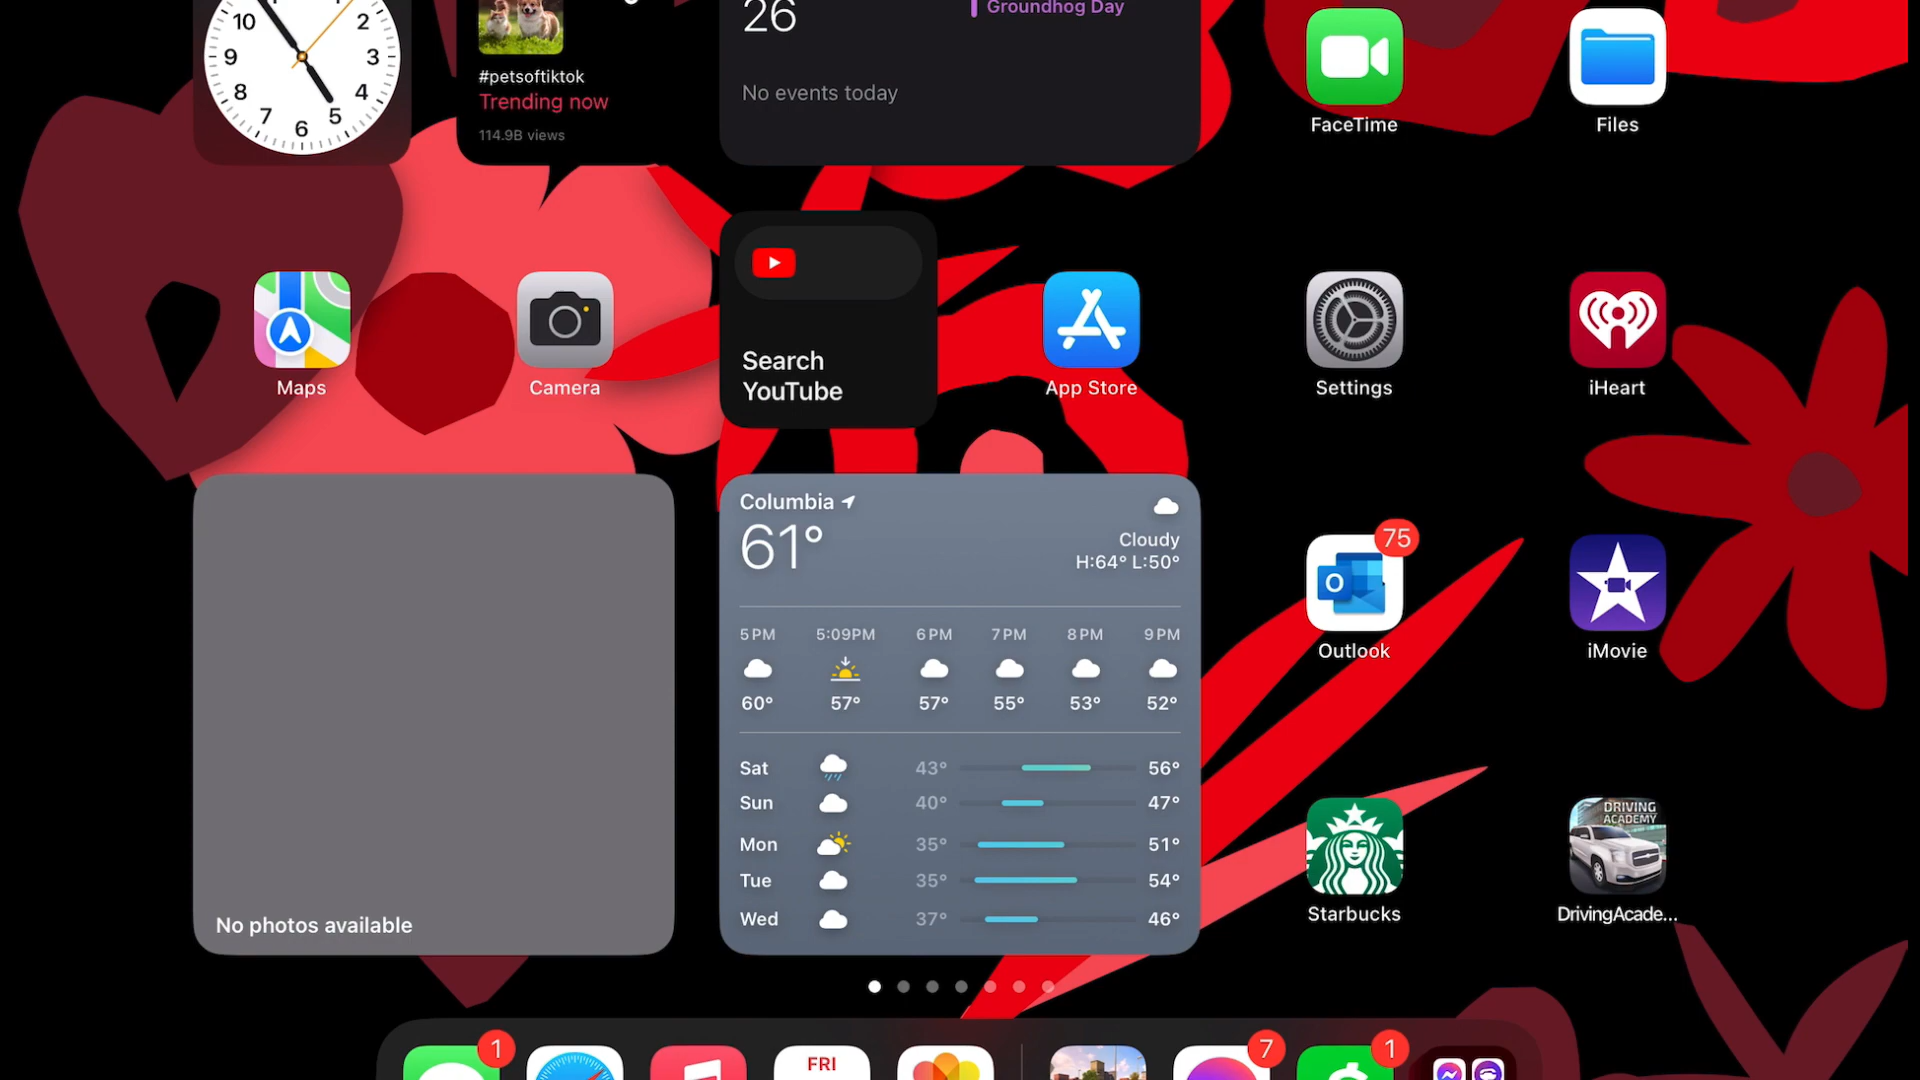 10
2
9
3
8
4
7
5
6
#petsoftiktok
Trending now
114.9B views
26
Groundhog Day
No events today
FaceTime
Files
Maps
Camera
Search
YouTube
App Store
Settings
iHeart
Columbia
61°
Cloudy
H:64° L:50°
5PM 5:09PM 6PM 7PM 8PM 9PM
60° 57° 57° 55° 53° 52°
Sat 43° 56°
Sun 40° 47°
Mon 35° 51°
Tue 35° 54°
Wed 37° 46°
No photos available
75
O
Outlook
iMovie
Starbucks
DRIVING
ACADEMY
DrivingAcade...
1
FRI
7
1